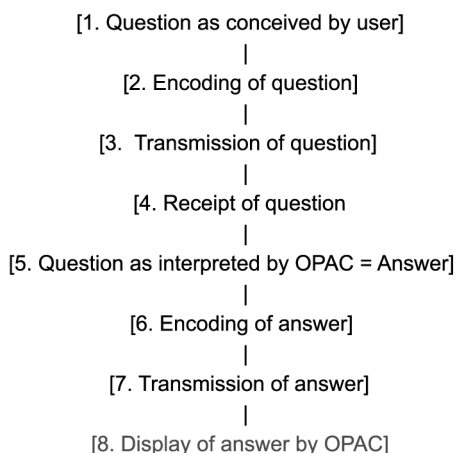 [1. Question as conceived by user]
|
[2. Encoding of question]
|
[3. Transmission of question]
|
[4. Receipt of question
|
[5. Question as interpreted by OPAC = Answer]
|
[6. Encoding of answer]
|
[7. Transmission of answer]
|
[8. Display of answer by OPAC]